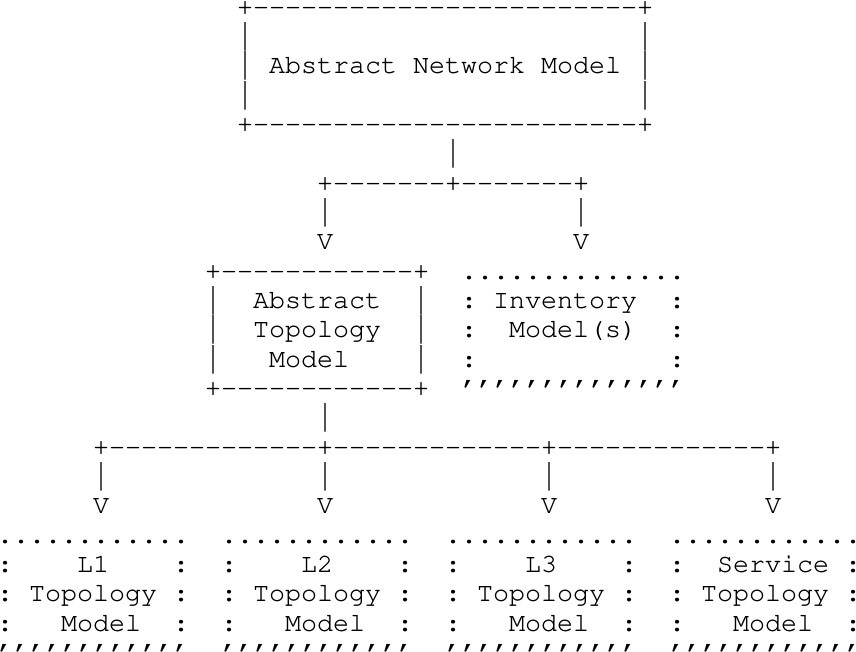 Abstract Network Model
Abstract Topology Model
Inventory Model(s)
L1 Topology Model
L2 Topology Model
L3 Topology Model
Service Topology Model